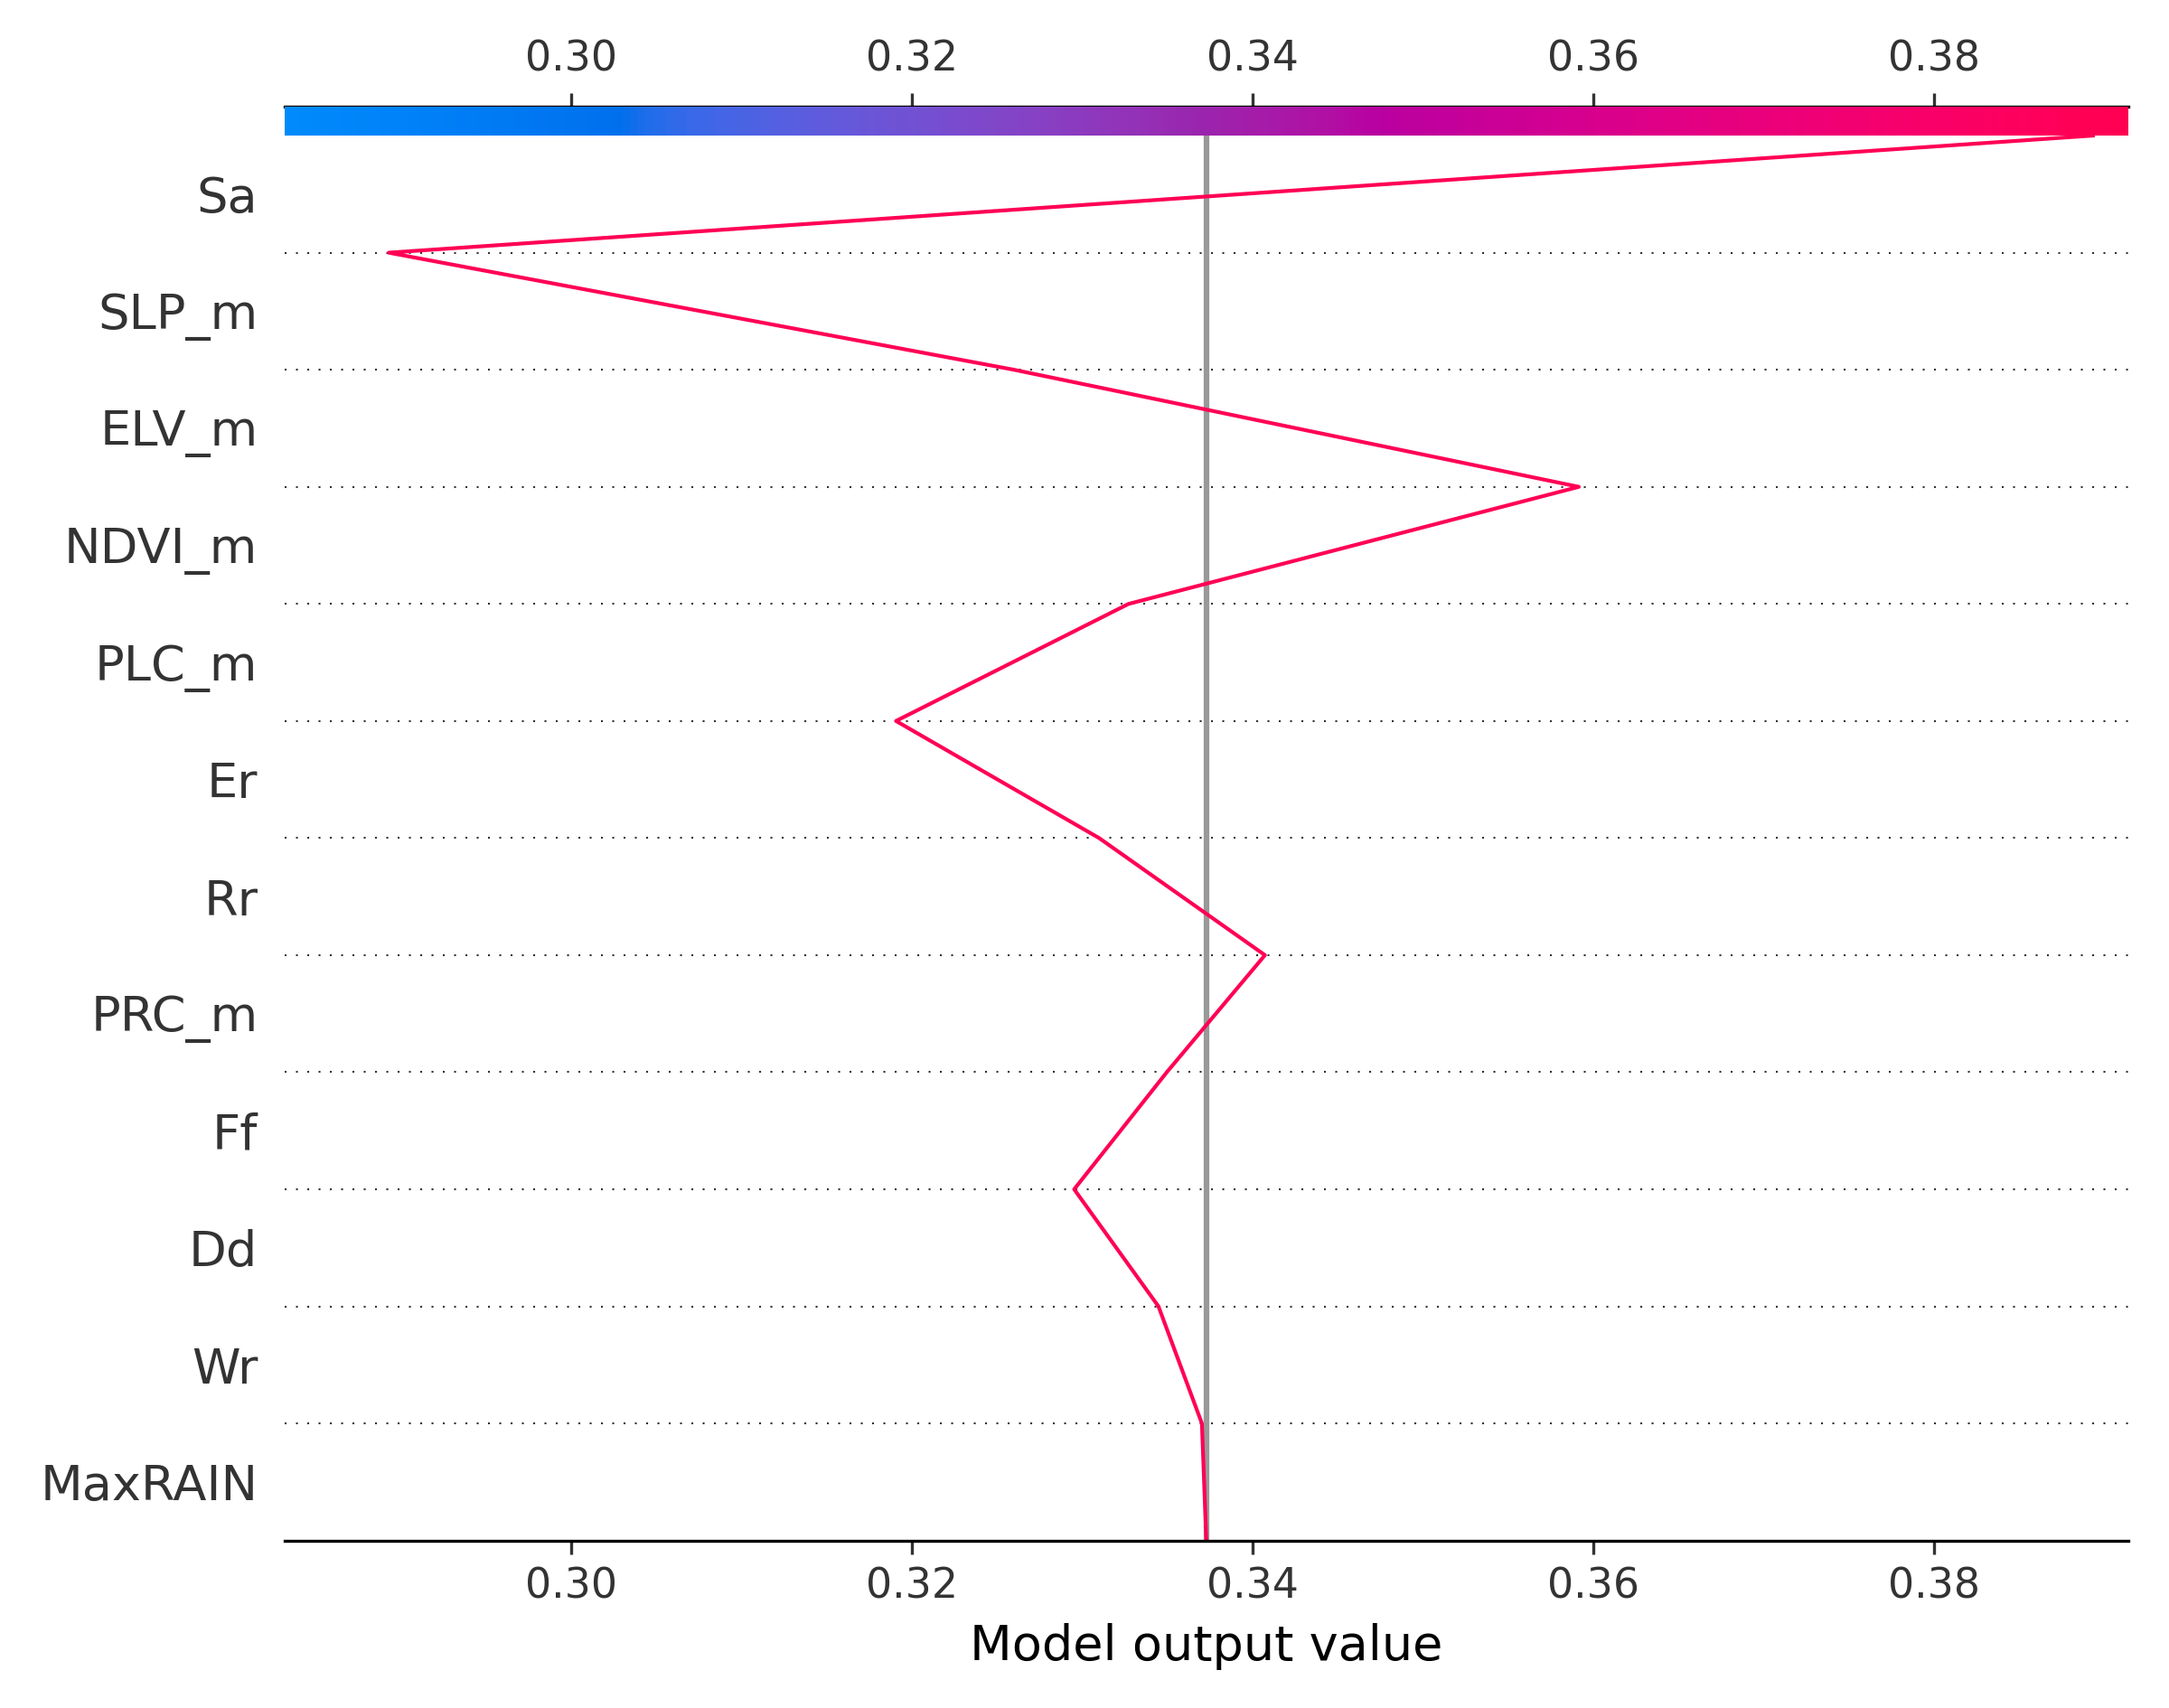 0.30 0.32 0.34 0.36 0.38
Sa
SLP_m
ELV_m
NDVI_m
PLC_m
Er
Rr
PRC_m
Ff
Dd
Wr
MaxRAIN
0.30 0.32 0.34 0.36 0.38
Model output value